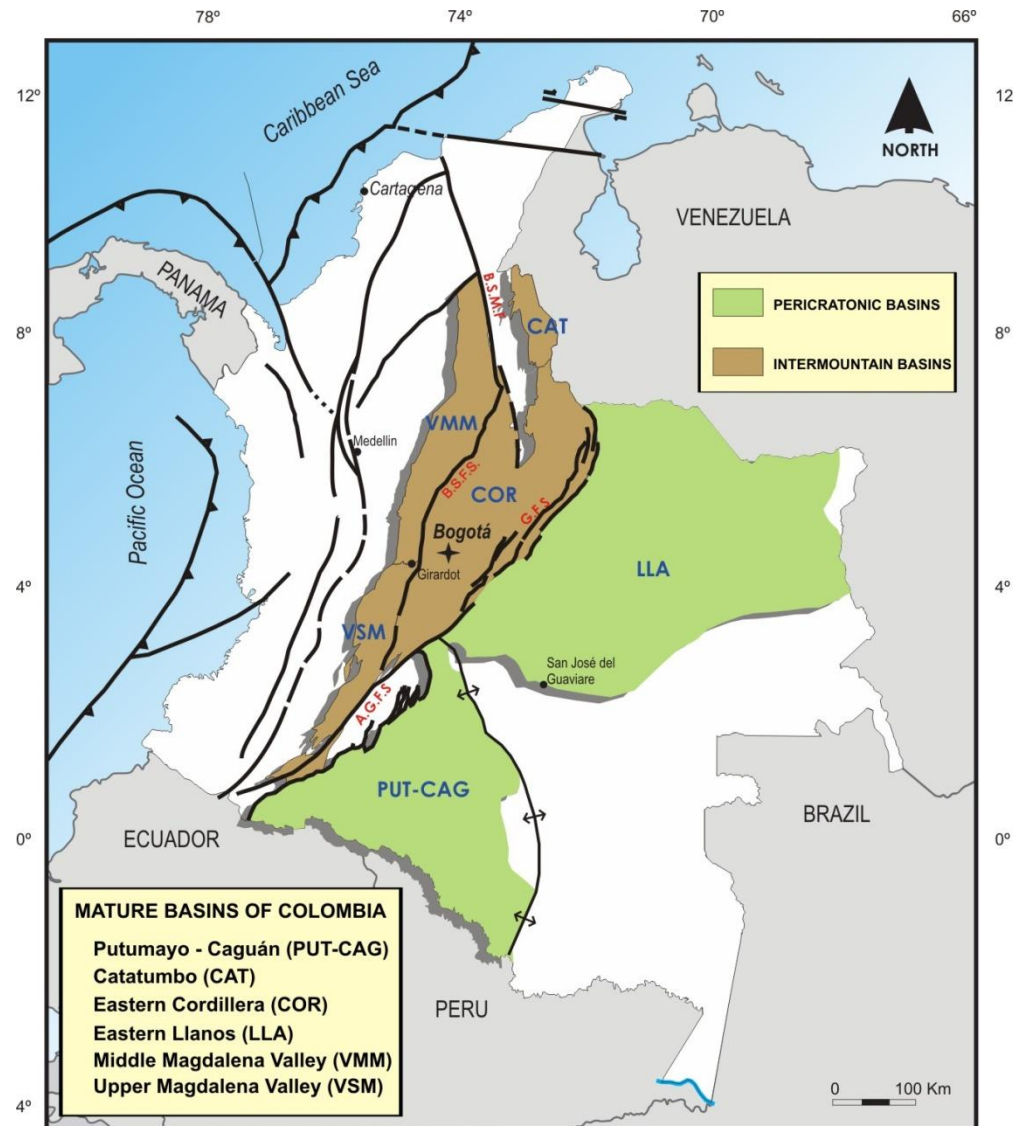 78º
74º
70º
66º
12º
12
Caribbean Sea
NORTH
Cartagena
VENEZUELA
PANAMA
B.S.M.F
PERICRATONIC BASINS
CAT
8º
8º
INTERMOUNTAIN BASINS
VMM
Medellin
Pacific Ocean
B.S.F.S.
COR
G.F.S
Bogotá
Girardot
LLA
4º
4º
VSM
San José del
Guaviare
A.G.F.S
PUT-CAG
BRAZIL
ECUADOR
0º
0º
MATURE BASINS OF COLOMBIA
Putumayo - Caguán (PUT-CAG)
Catatumbo (CAT)
Eastern Cordillera (COR)
Eastern Llanos (LLA)
Middle Magdalena Valley (VMM)
Upper Magdalena Valley (VSM)
PERU
0 100 Km
4º
4º